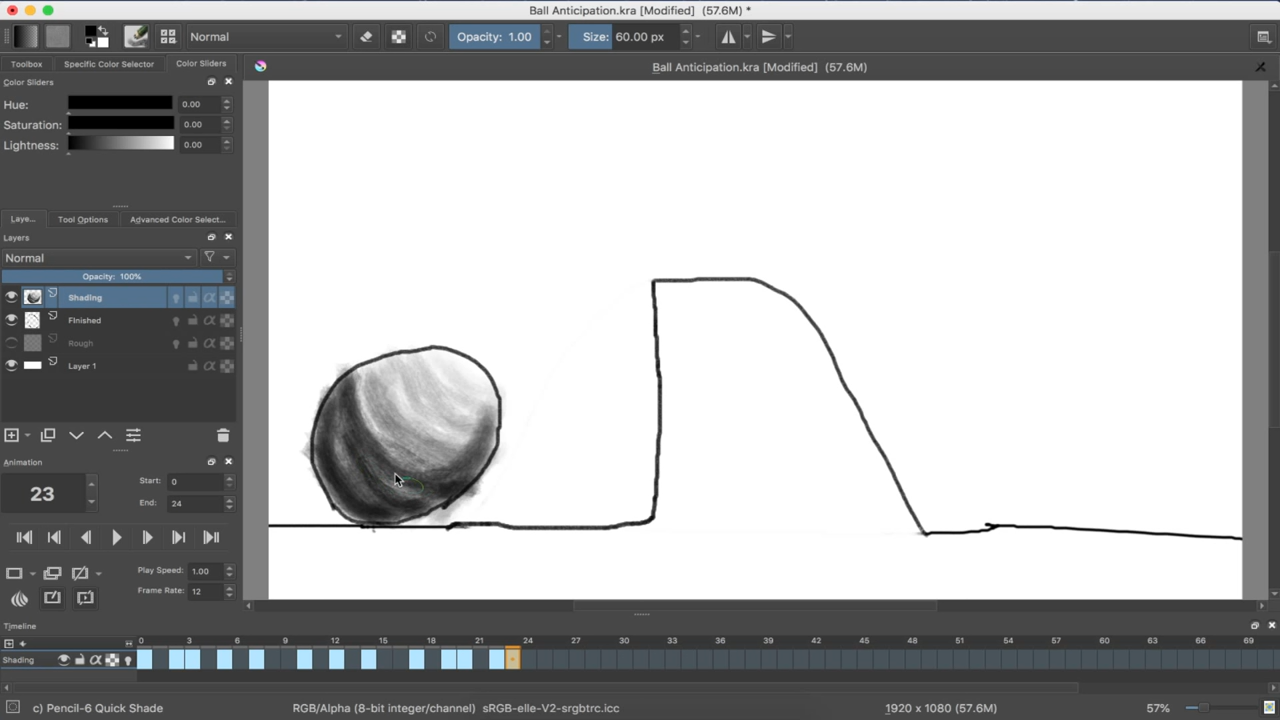 Ball Anticipation.kra [Modified] (57.6M) *
Normal Opacity: 1.00 Size: 60.00 px
Toolbox Specific Color Selector Color Sliders
Ball Anticipation.kra [Modified] (57.6M)
Color Sliders
Hue: 0.00
Saturation: 0.00
Lightness: 0.00
Laye... Tool Options Advanced Color Select...
Layers
Normal
Opacity: 100%
Shading
FInished
Rough
Layer 1
Animation
23
Start: 0
End: 24
Play Speed: 1.00
Frame Rate: 12
Timeline
0 3 6 9 12 15 18 21 24 27 30 33 36 39 42 45 48 51 54 57 60 63 66 69
Shading
c) Pencil-6 Quick Shade RGB/Alpha (8-bit integer/channel) sRGB-elle-V2-srgbtrc.icc 1920 x 1080 (57.6M) 57%